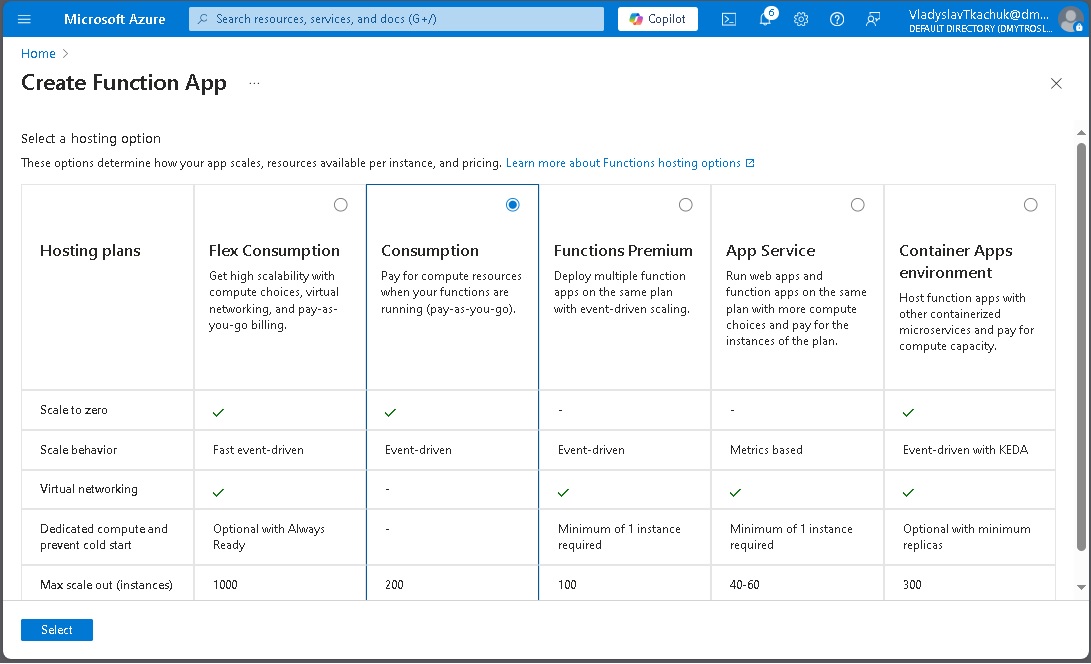 Microsoft Azure
Search resources, services, and docs (G+/)
Copilot
6
VladyslavTkachuk@dm...
DEFAULT DIRECTORY (DMYTROSL...
Home
Create Function App
...
Select a hosting option
These options determine how your app scales, resources available per instance, and pricing. Learn more about Functions hosting options
Hosting plans
Flex Consumption
Get high scalability with
compute choices, virtual
networking, and pay-as-
you-go billing.
Consumption
Pay for compute resources
when your functions are
running (pay-as-you-go).
Functions Premium
Deploy multiple function
apps on the same plan
with event-driven scaling.
App Service
Run web apps and
function apps on the same
plan with more compute
choices and pay for the
instances of the plan.
Container Apps
environment
Host function apps with
other containerized
microservices and pay for
compute capacity.
Scale to zero
-
-
Scale behavior
Fast event-driven
Event-driven
Event-driven
Metrics based
Event-driven with KEDA
Virtual networking
-
Dedicated compute and
prevent cold start
Optional with Always
Ready
-
Minimum of 1 instance
required
Minimum of 1 instance
required
Optional with minimum
replicas
Max scale out (instances)
1000
200
100
40-60
300
Select